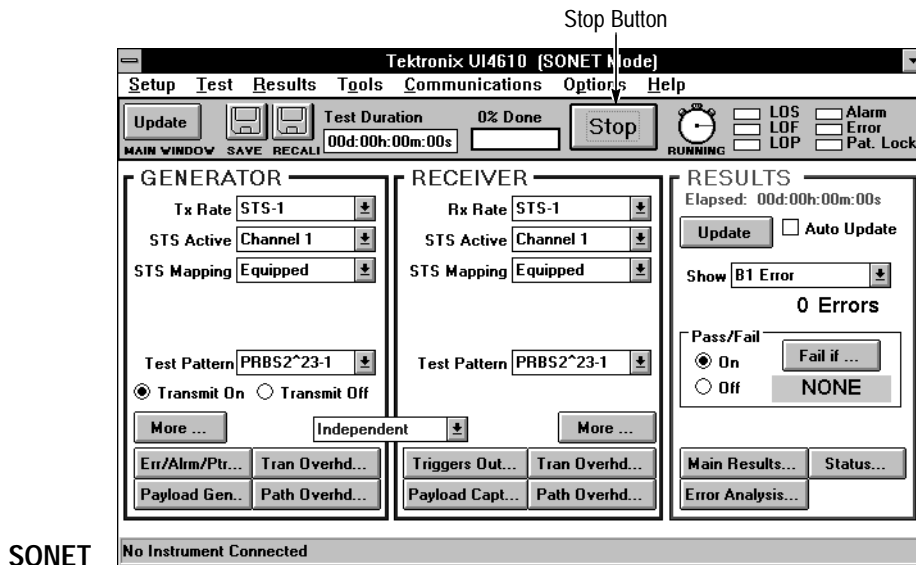 Stop Button
Tektronix UI4610 (SONET Mode)
Setup Test Results Tools Communications Options Help
Update
MAIN WINDOW
SAVE
RECALL
Test Duration
00d:00h:00m:00s
0% Done
Stop
RUNNING
LOS
LOF
LOP
Alarm
Error
Pat. Lock
GENERATOR
Tx Rate STS-1
STS Active Channel 1
STS Mapping Equipped
Test Pattern PRBS2^23-1
Transmit On Transmit Off
More ...
Independent
Err/Alrm/Ptr... Tran Overhd...
Payload Gen.. Path Overhd...
RECEIVER
Rx Rate STS-1
STS Active Channel 1
STS Mapping Equipped
Test Pattern PRBS2^23-1
More ...
Triggers Out... Tran Overhd...
Payload Capt... Path Overhd...
RESULTS
Elapsed: 00d:00h:00m:00s
Update Auto Update
Show B1 Error
0 Errors
Pass/Fail
On
Off
Fail if ...
NONE
Main Results... Status...
Error Analysis...
No Instrument Connected
SONET